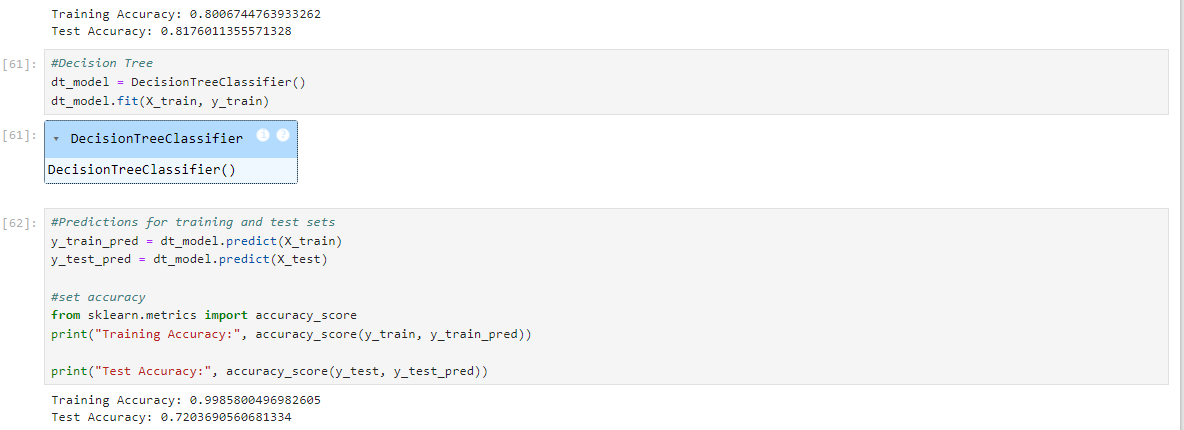 Training Accuracy: 0.8006744763933262
Test Accuracy: 0.8176011355571328
[61]: #Decision Tree
dt_model = DecisionTreeClassifier()
dt_model.fit(X_train, y_train)
[61]: ▾ DecisionTreeClassifier i ?
DecisionTreeClassifier()
[62]: #Predictions for training and test sets
y_train_pred = dt_model.predict(X_train)
y_test_pred = dt_model.predict(X_test)
#set accuracy
from sklearn.metrics import accuracy_score
print("Training Accuracy:", accuracy_score(y_train, y_train_pred))
print("Test Accuracy:", accuracy_score(y_test, y_test_pred))
Training Accuracy: 0.9985800496982605
Test Accuracy: 0.7203690560681334